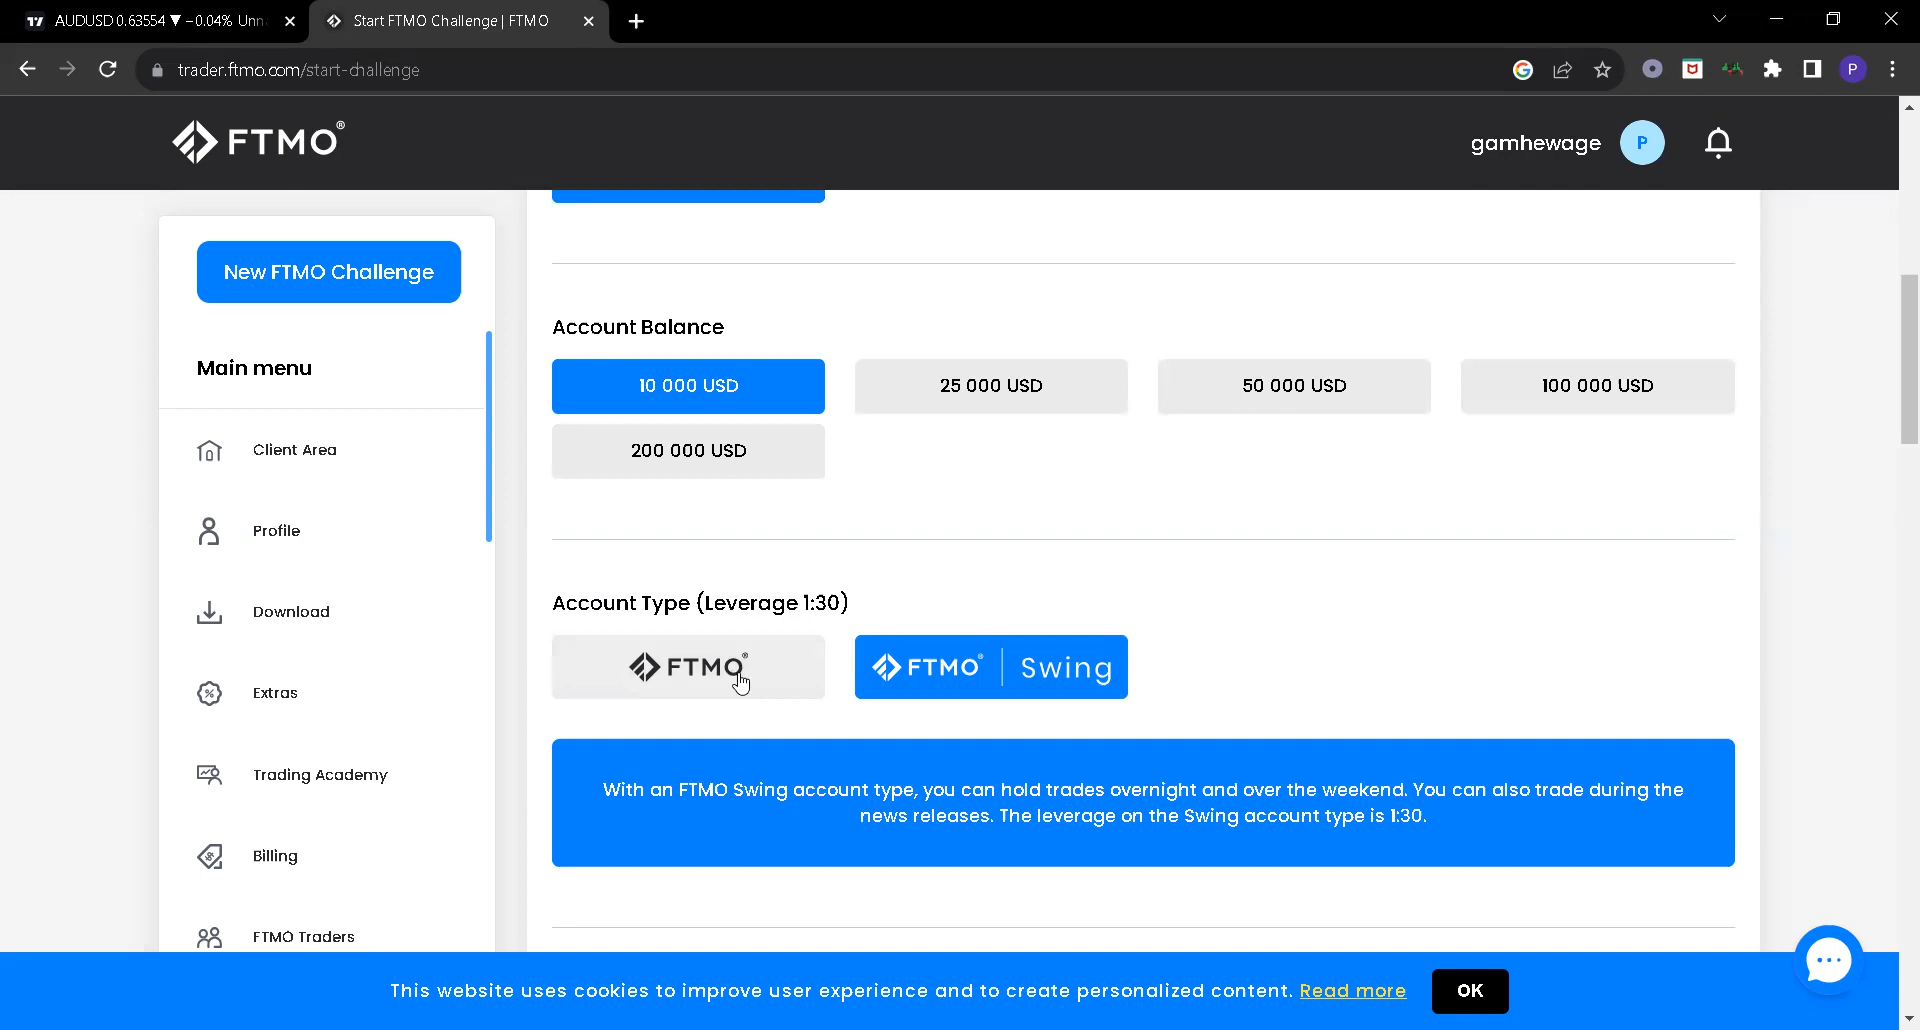 AUDUSD 0.63554 ▼ −0.04% Unn
Start FTMO Challenge | FTMO
trader.ftmo.com/start-challenge
P
FTMO®
gamhewage
P
New FTMO Challenge
Main menu
Client Area
Profile
Download
Extras
Trading Academy
Billing
FTMO Traders
Account Balance
10 000 USD
25 000 USD
50 000 USD
100 000 USD
200 000 USD
Account Type (Leverage 1:30)
FTMO®
FTMO® | Swing
With an FTMO Swing account type, you can hold trades overnight and over the weekend. You can also trade during the
news releases. The leverage on the Swing account type is 1:30.
This website uses cookies to improve user experience and to create personalized content. Read more
OK